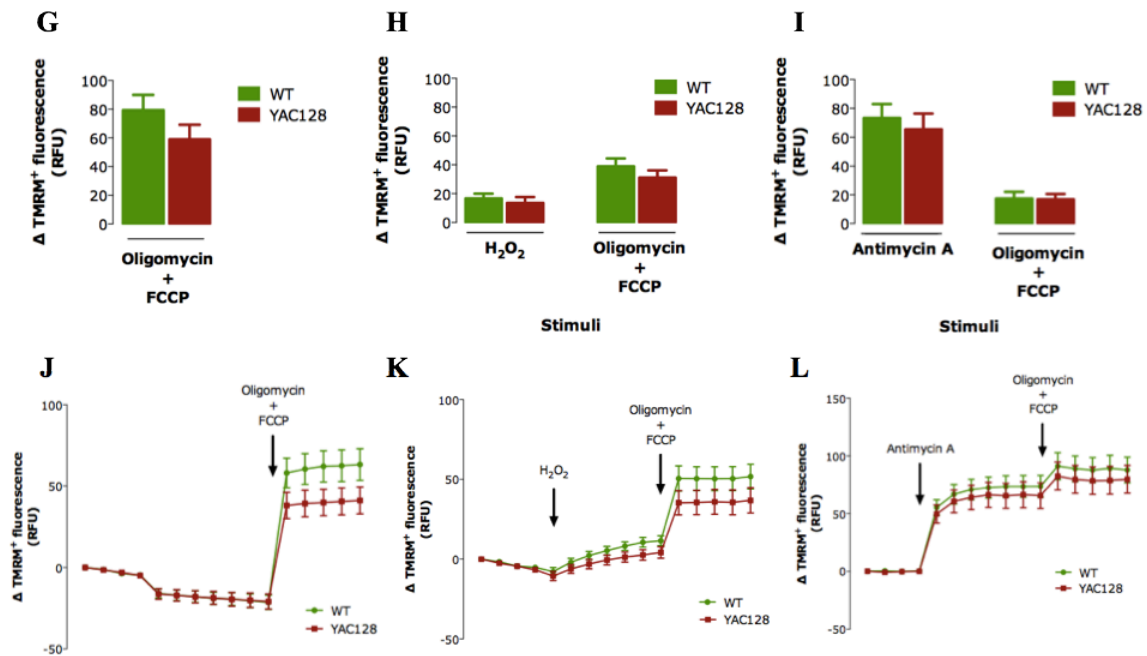 G
Δ TMRM⁺ fluorescence
(RFU)
100
80
60
40
20
0
WT
YAC128
Oligomycin
+
FCCP
H
Δ TMRM⁺ fluorescence
(RFU)
100
80
60
40
20
0
WT
YAC128
H₂O₂
Oligomycin
+
FCCP
Stimuli
I
Δ TMRM⁺ fluorescence
(RFU)
100
80
60
40
20
0
WT
YAC128
Antimycin A
Oligomycin
+
FCCP
Stimuli
J
Δ TMRM⁺ fluorescence
(RFU)
100
50
0
-50
Oligomycin
+
FCCP
WT
YAC128
K
Δ TMRM⁺ fluorescence
(RFU)
100
50
0
-50
H₂O₂
Oligomycin
+
FCCP
WT
YAC128
L
Δ TMRM⁺ fluorescence
(RFU)
150
100
50
0
-50
Antimycin A
Oligomycin
+
FCCP
WT
YAC128